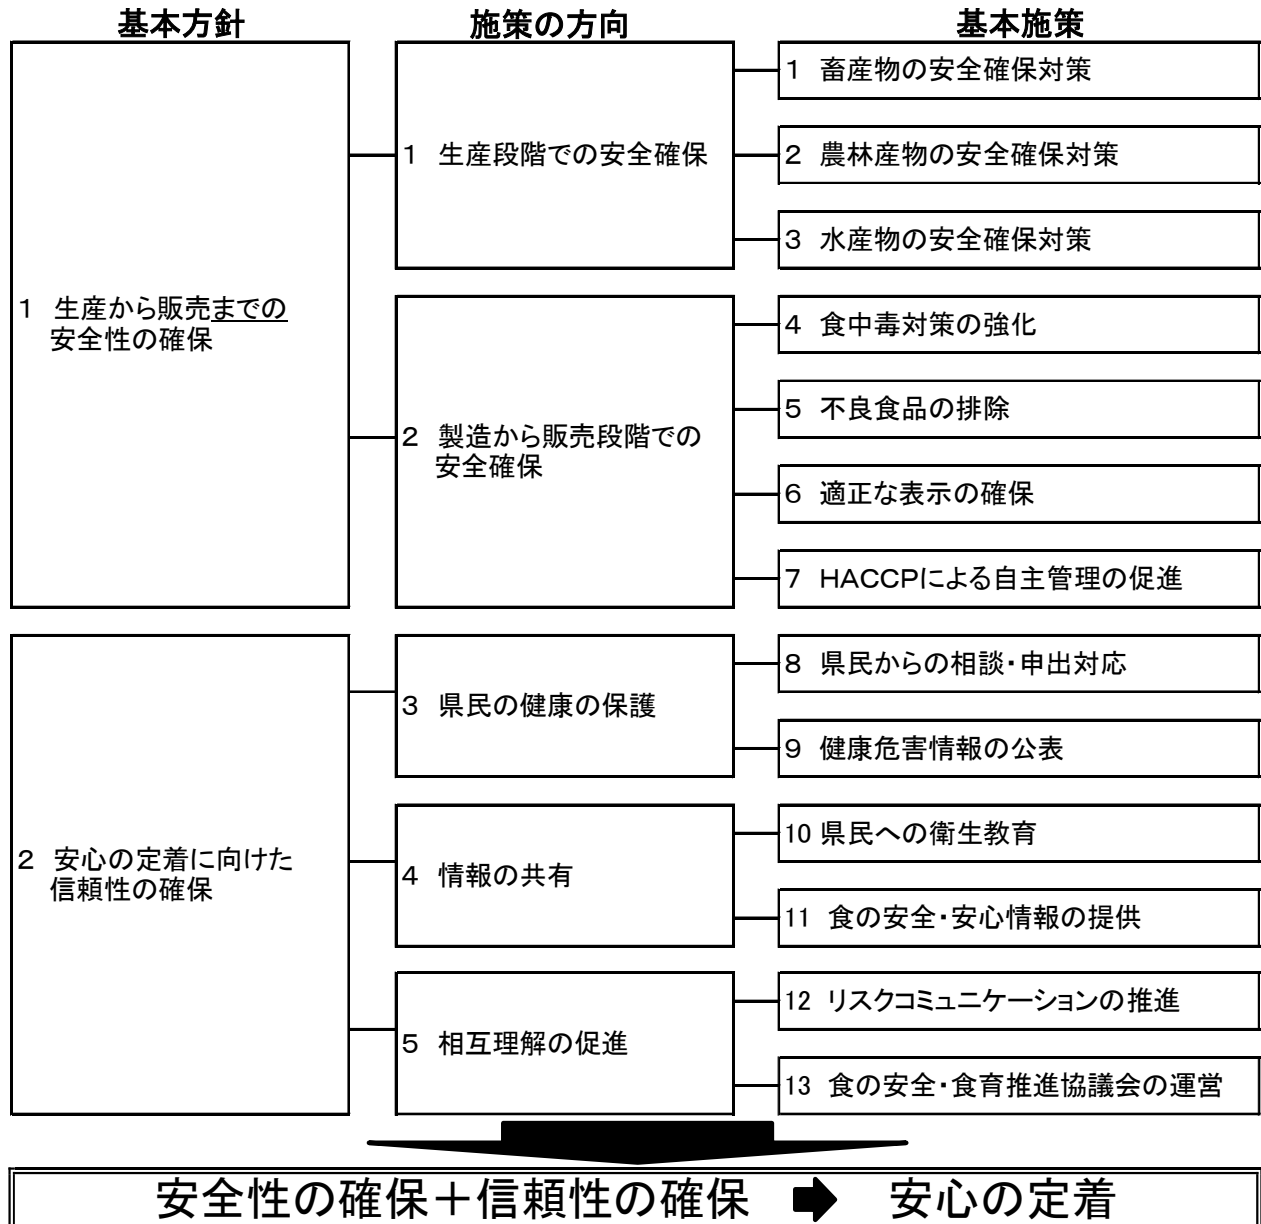 基本方針
施策の方向
基本施策
1 生産から販売までの
安全性の確保
1 生産段階での安全確保
1 畜産物の安全確保対策
2 農林産物の安全確保対策
3 水産物の安全確保対策
2 製造から販売段階での
安全確保
4 食中毒対策の強化
5 不良食品の排除
6 適正な表示の確保
7 HACCPによる自主管理の促進
2 安心の定着に向けた
信頼性の確保
3 県民の健康の保護
8 県民からの相談・申出対応
9 健康危害情報の公表
4 情報の共有
10 県民への衛生教育
11 食の安全・安心情報の提供
5 相互理解の促進
12 リスクコミュニケーションの推進
13 食の安全・食育推進協議会の運営
安全性の確保+信頼性の確保 ➡ 安心の定着